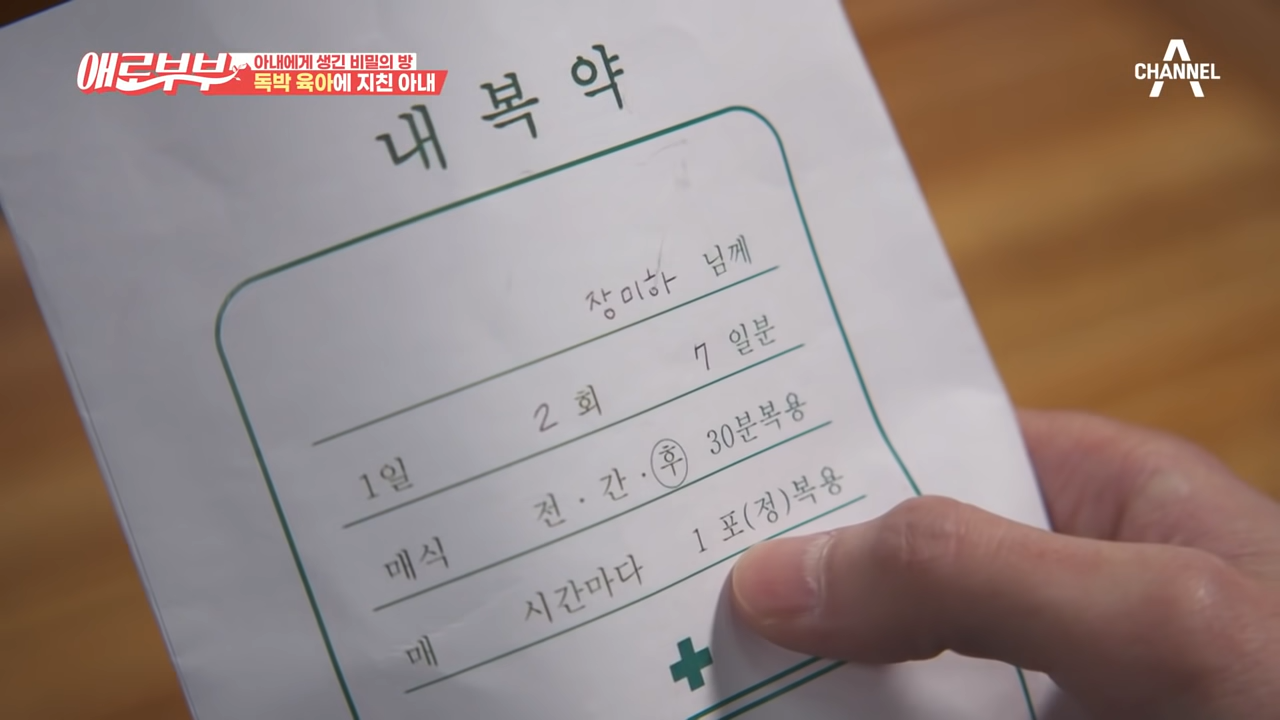 애로부부
아내에게 생긴 비밀의 방
독박 육아에 지친 아내
CHANNEL A
내 복 약
장미하 님께
1일 2 회 7 일분
매식 전 · 간 · 후 30분복용
매 시간마다 1 포(정)복용